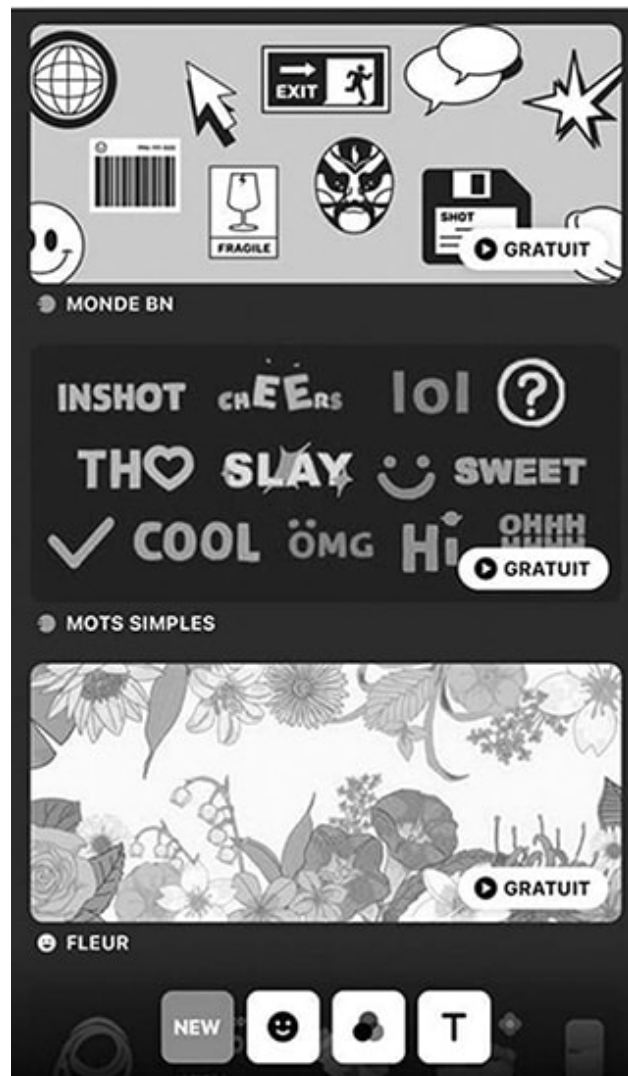 EXIT
FRAGILE
SHOT
GRATUIT
MONDE BN
INSHOT CHEERS lol ?
TH SLAY SWEET
COOL ÖMG Hi OHHH
GRATUIT
MOTS SIMPLES
GRATUIT
FLEUR
NEW T